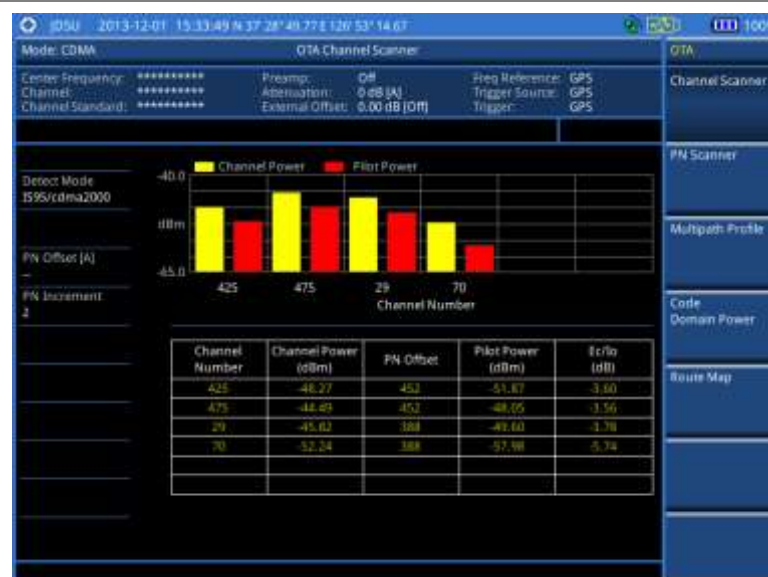 JDSU 2013-12-01 15:33:49 N 37° 28" 49.77 E 126° 53" 14.67 100%
Mode: CDMA OTA Channel Scanner OTA
Center Frequency: ********** Preamp: Off Freq Reference: GPS
Channel: ********** Attenuation: 0 dB [A] Trigger Source: GPS
Channel Standard: ********** External Offset: 0.00 dB [Off] Trigger: GPS
Channel Scanner
PN Scanner
Multipath Profile
Code
Domain Power
Route Map
Detect Mode
IS95/cdma2000
PN Offset [A]
--
PN Increment
2
Channel Power Pilot Power
-40.0
dBm
-65.0
425 475 29 70
Channel Number
Channel Number Channel Power (dBm) PN Offset Pilot Power (dBm) Ec/Io (dB)
425 -48.27 452 -51.87 -3.60
475 -44.49 452 -48.05 -3.56
29 -45.82 388 -49.60 -3.78
70 -52.24 388 -57.98 -5.74